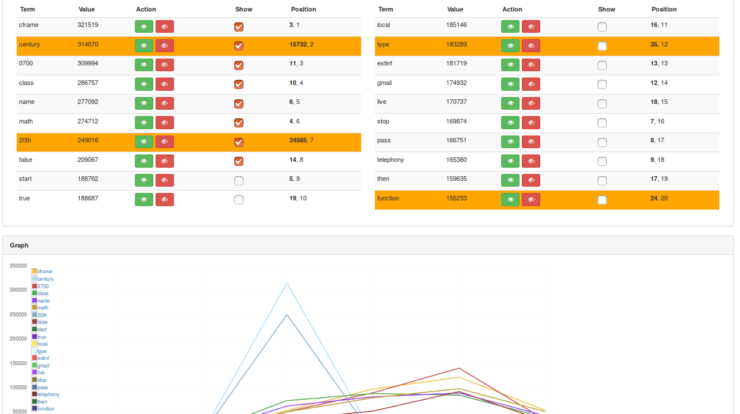 Term Value Action Show Position
cframe 321519 3, 1
century 314070 15732, 2
0700 309994 11, 3
class 286757 10, 4
name 277092 6, 5
math 274712 4, 6
20th 249016 24686, 7
false 209067 14, 8
start 188762 5, 9
true 188687 19, 10
Term Value Action Show Position
local 185146 16, 11
type 183289 35, 12
extinf 181719 13, 13
gmail 174932 12, 14
live 170737 18, 15
stop 169874 7, 16
pass 166751 8, 17
telephony 165380 9, 18
then 159635 17, 19
function 155233 24, 20
Graph
350000
300000
250000
200000
150000
100000
50000
cframe
century
0700
class
name
math
20th
false
start
true
local
type
extinf
gmail
live
stop
pass
telephony
then
function